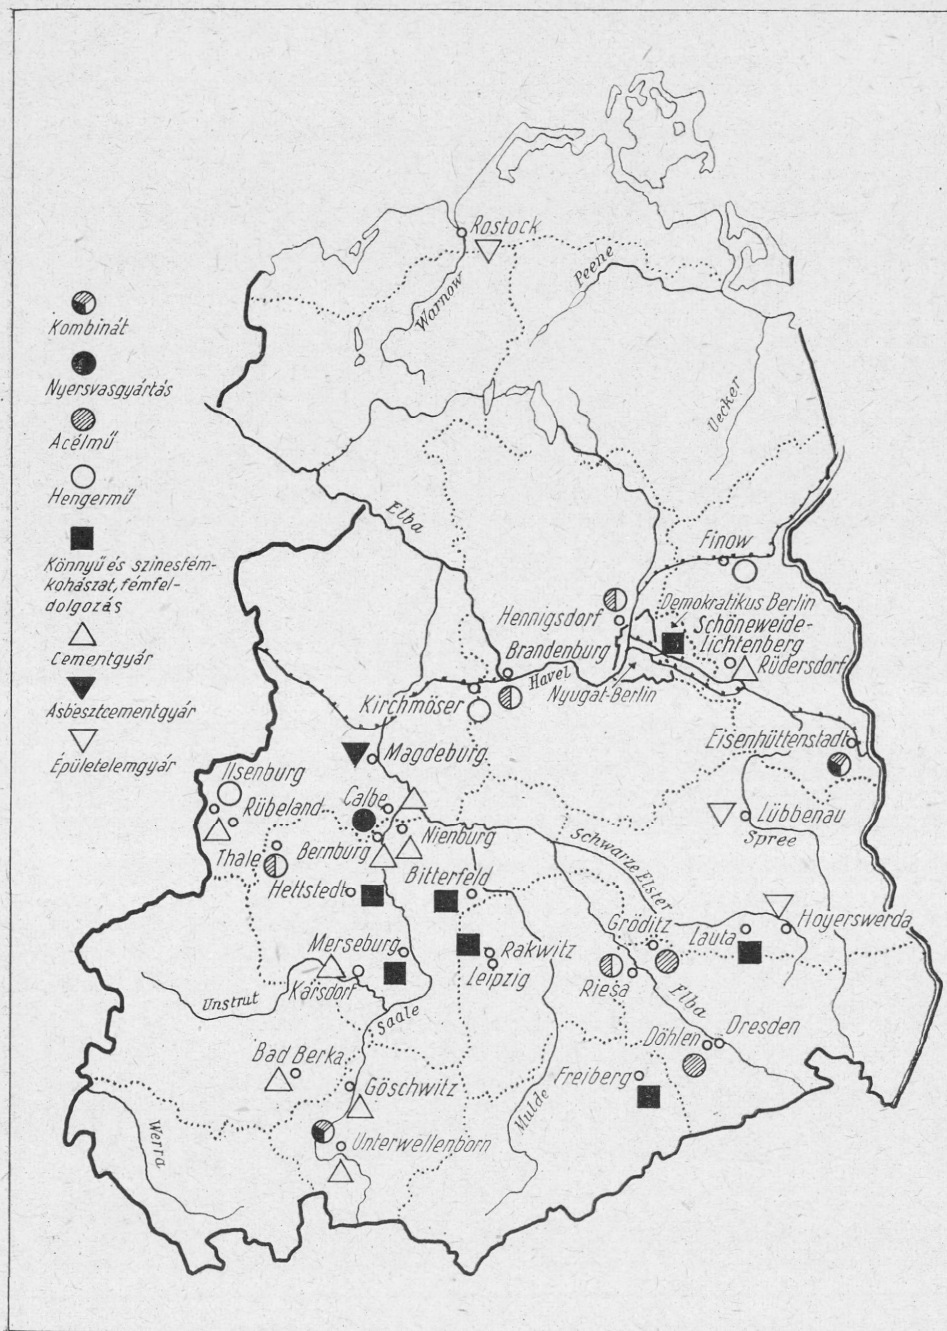 Rostock
Peene
Warnow
Kombinát
Nyersvasgyártás
Uecker
Acélmű
Hengermű
Elba
Könnyű és szinesfém-
kohászat, fémfel-
dolgozás
Finow
Hennigsdorf
Demokratikus Berlin
Schöneweide-
Lichtenberg
Cementgyár
Brandenburg
Rüdersdorf
Havel
Nyugat-Berlin
Asbesztcementgyár
Kirchmöser
Épületelemgyár
Magdeburg
Eisenhüttenstadt
Ilsenburg
Rübeland
Calbe
Lübbenau
Nienburg
Spree
Schwarze Elster
Bernburg
Thale
Hettstedt
Bitterfeld
Gröditz
Lauta
Hoyerswerda
Merseburg
Rakwitz
Leipzig
Riesa
Karsdorf
Unstrut
Elba
Saale
Döhlen
Dresden
Bad Berka
Göschwitz
Freiberg
Mulde
Werra
Unterwellenborn